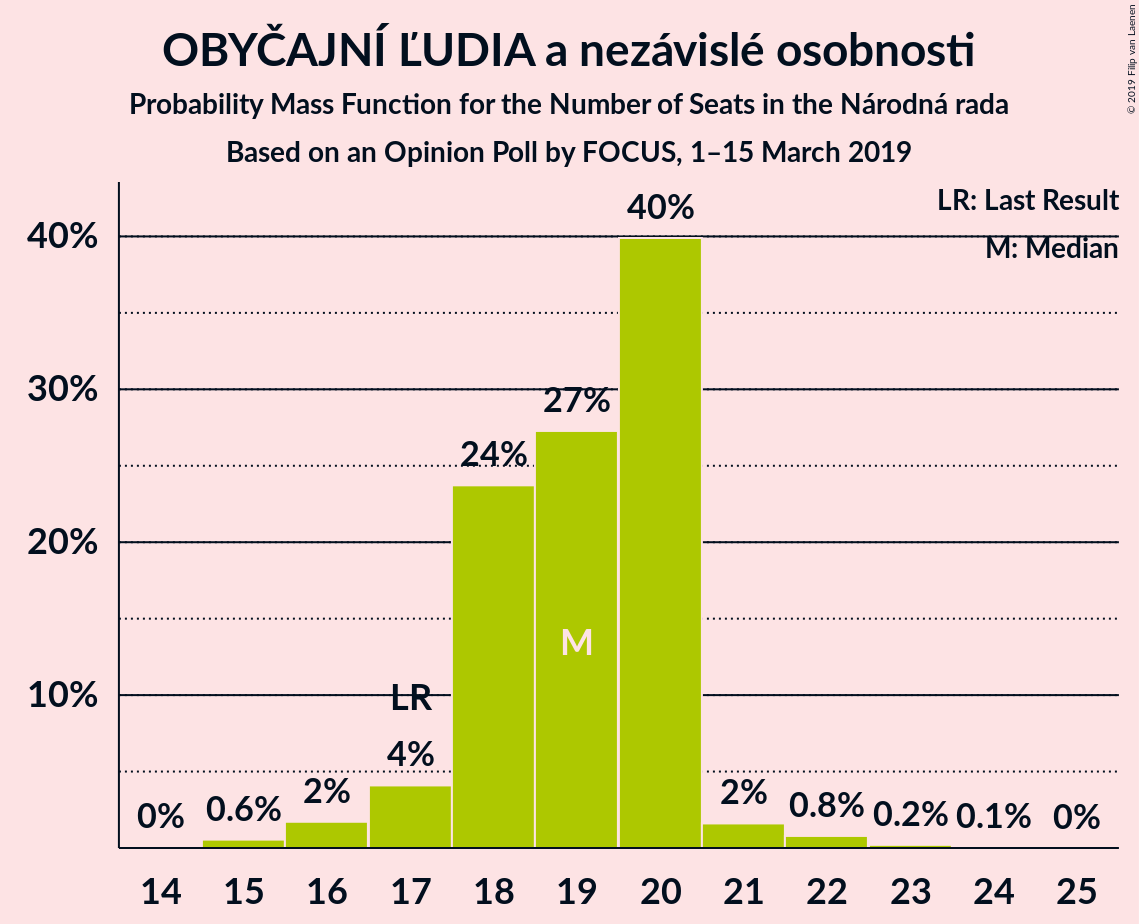 OBYČAJNÍ ĽUDIA a nezávislé osobnosti
Probability Mass Function for the Number of Seats in the Národná rada
Based on an Opinion Poll by FOCUS, 1–15 March 2019
© 2019 Filip van Laenen
LR: Last Result
M: Median
40%
30%
20%
10%
0%
0.6%
2%
4%
LR
24%
27%
M
40%
2%
0.8%
0.2%
0.1%
0%
14 15 16 17 18 19 20 21 22 23 24 25